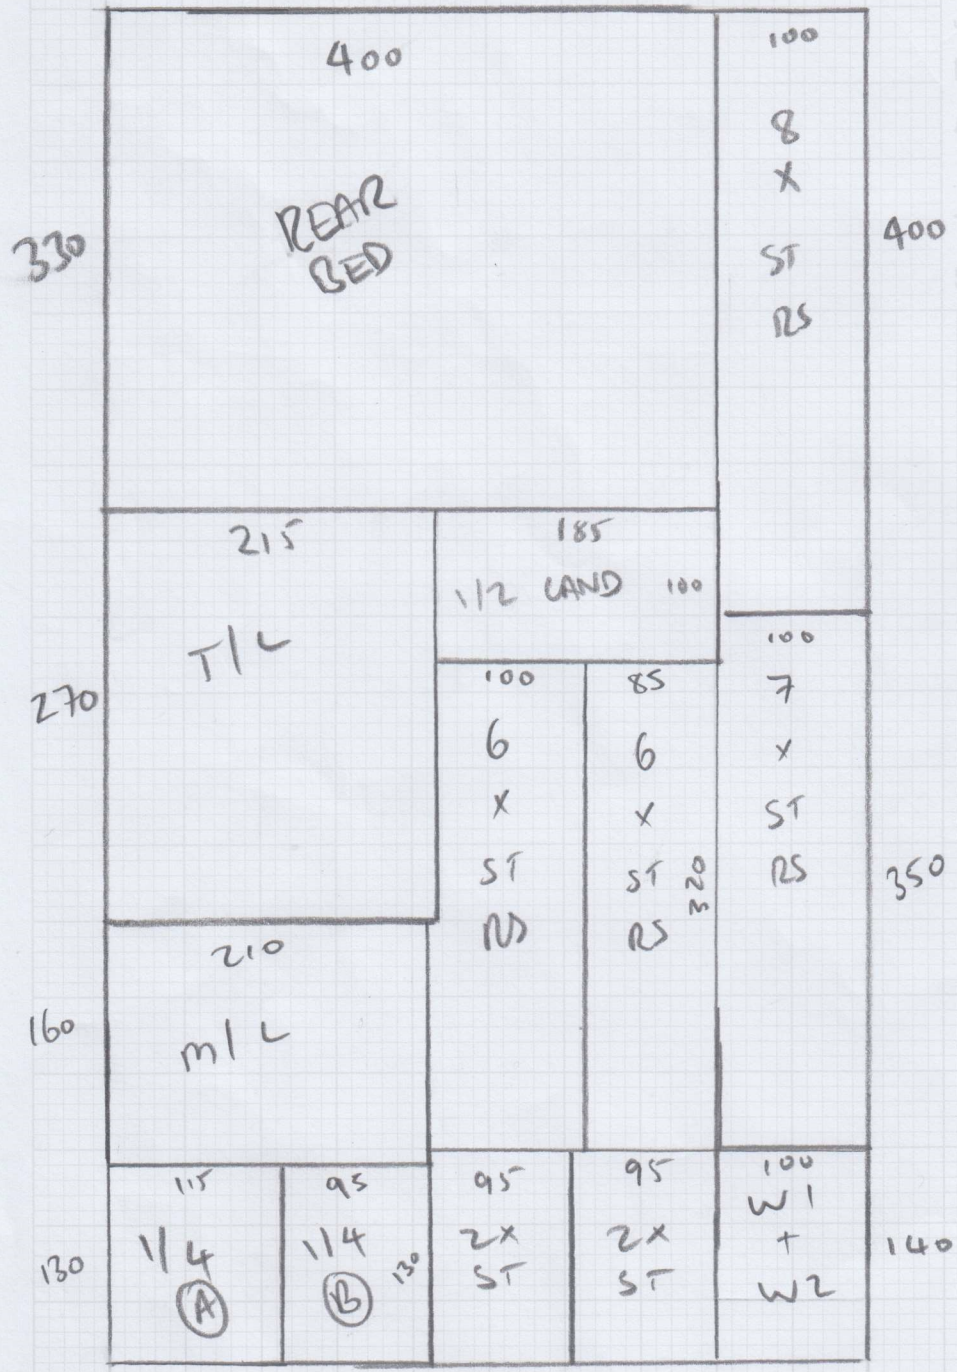 400
100
8
X
ST
RS
REAR
BED
330
400
215
185
1/2 LAND 100
T/L
270
100
6
X
ST
RS
85
6
X
ST
RS
320
100
7
X
ST
RS
350
210
M/L
160
115
1/4
A
130
95
1/4
B
130
95
2X
ST
95
2X
ST
100
W1
+
W2
140